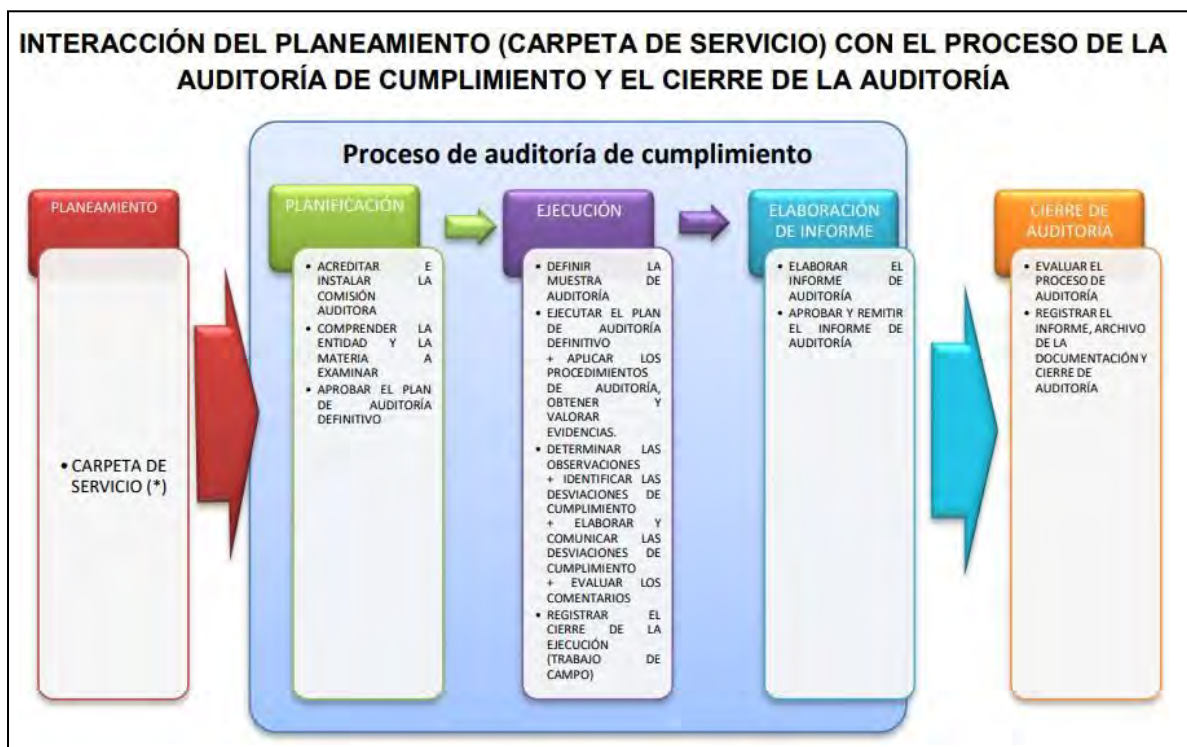 INTERACCIÓN DEL PLANEAMIENTO (CARPETA DE SERVICIO) CON EL PROCESO DE LA
AUDITORÍA DE CUMPLIMIENTO Y EL CIERRE DE LA AUDITORÍA
Proceso de auditoría de cumplimiento
PLANEAMIENTO
• CARPETA DE
SERVICIO (*)
PLANIFICACIÓN
• ACREDITAR E
INSTALAR LA
COMISIÓN
AUDITORA
• COMPRENDER LA
ENTIDAD Y LA
MATERIA A
EXAMINAR
• APROBAR EL PLAN
DE AUDITORÍA
DEFINITIVO
EJECUCIÓN
• DEFINIR LA
MUESTRA DE
AUDITORÍA
• EJECUTAR EL PLAN
DE AUDITORÍA
DEFINITIVO
+ APLICAR LOS
PROCEDIMIENTOS
DE AUDITORÍA,
OBTENER Y
VALORAR
EVIDENCIAS.
• DETERMINAR LAS
OBSERVACIONES
+ IDENTIFICAR LAS
DESVIACIONES DE
CUMPLIMIENTO
+ ELABORAR Y
COMUNICAR LAS
DESVIACIONES DE
CUMPLIMIENTO
+ EVALUAR LOS
COMENTARIOS
• REGISTRAR EL
CIERRE DE LA
EJECUCIÓN
(TRABAJO DE
CAMPO)
ELABORACIÓN
DE INFORME
• ELABORAR EL
INFORME DE
AUDITORÍA
• APROBAR Y REMITIR
EL INFORME DE
AUDITORÍA
CIERRE DE
AUDITORÍA
• EVALUAR EL
PROCESO DE
AUDITORÍA
• REGISTRAR EL
INFORME, ARCHIVO
DE LA
DOCUMENTACIÓN Y
CIERRE DE
AUDITORÍA